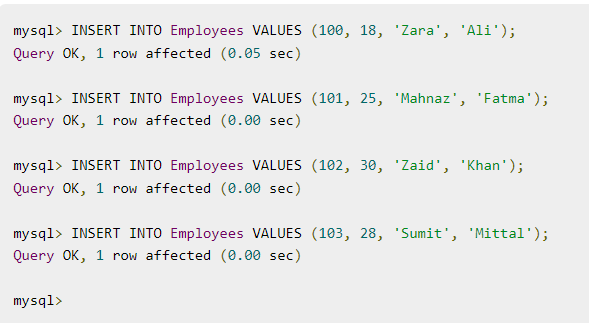 mysql> INSERT INTO Employees VALUES (100, 18, 'Zara', 'Ali');
Query OK, 1 row affected (0.05 sec)
mysql> INSERT INTO Employees VALUES (101, 25, 'Mahnaz', 'Fatma');
Query OK, 1 row affected (0.00 sec)
mysql> INSERT INTO Employees VALUES (102, 30, 'Zaid', 'Khan');
Query OK, 1 row affected (0.00 sec)
mysql> INSERT INTO Employees VALUES (103, 28, 'Sumit', 'Mittal');
Query OK, 1 row affected (0.00 sec)
mysql>